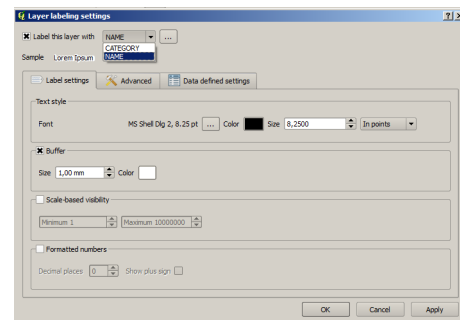 Layer labeling settings
Label this layer with NAME ...
CATEGORY
NAME
Sample Lorem Ipsum
Label settings Advanced Data defined settings
Text style
Font MS Shell Dlg 2, 8.25 pt ... Color Size 8,2500 In points
Buffer
Size 1,00 mm Color
Scale-based visibility
Minimum 1 Maximum 10000000
Formatted numbers
Decimal places 0 Show plus sign
OK Cancel Apply